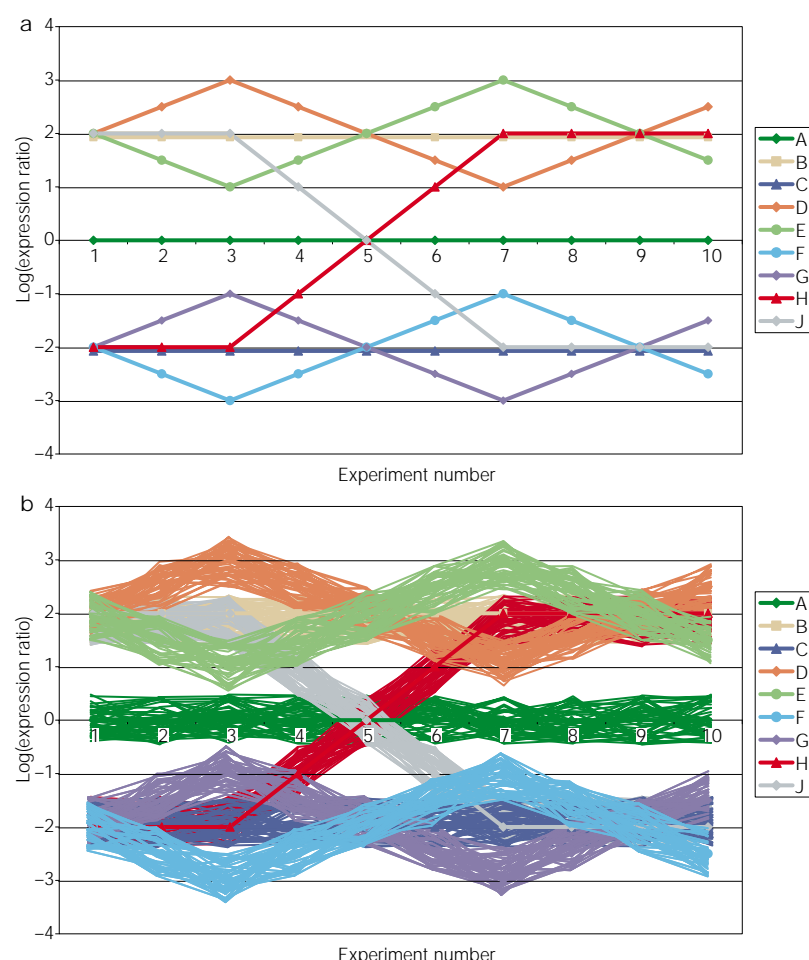 a
4
3
2
1
0
−1
−2
−3
−4
Log(expression ratio)
1 2 3 4 5 6 7 8 9 10
Experiment number
A
B
C
D
E
F
G
H
J
b
4
3
2
1
0
−1
−2
−3
−4
Log(expression ratio)
1 2 3 4 5 6 7 8 9 10
Experiment number
A
B
C
D
E
F
G
H
J